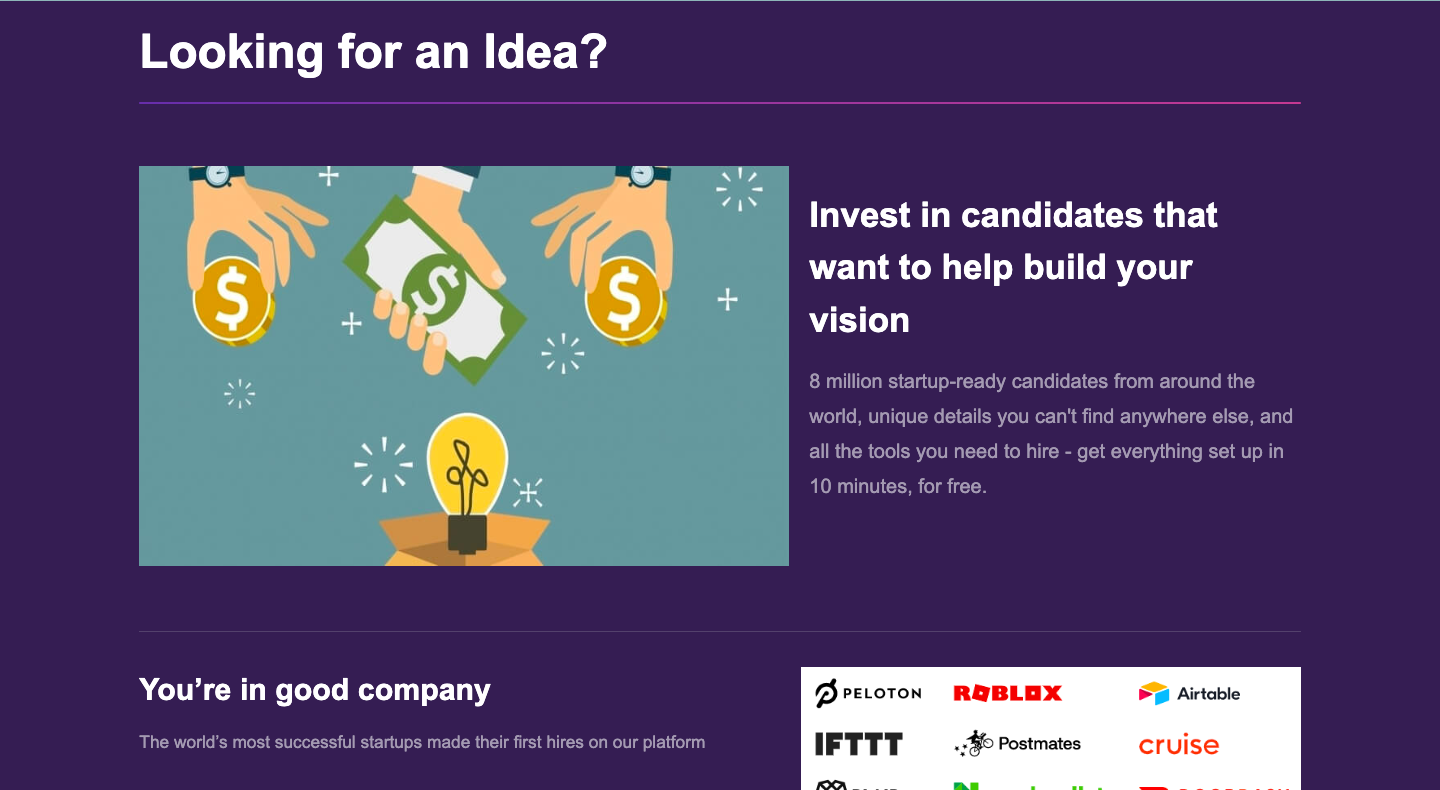 Looking for an Idea?
$
$
$
Invest in candidates that
want to help build your
vision
8 million startup-ready candidates from around the
world, unique details you can't find anywhere else, and
all the tools you need to hire - get everything set up in
10 minutes, for free.
You’re in good company
The world’s most successful startups made their first hires on our platform
PELOTON
ROBLOX
Airtable
IFTTT
Postmates
cruise